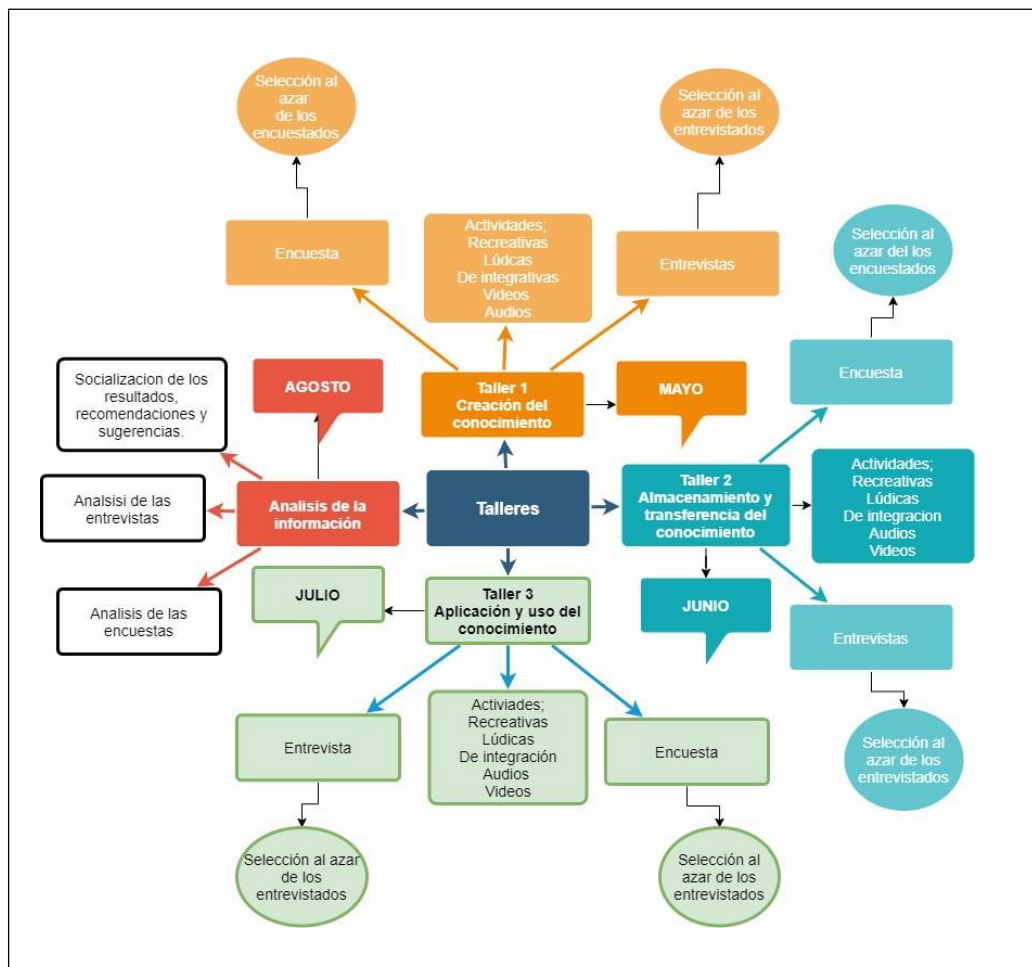 Selección al
azar
de los
encuestados
Selección al
azar de los
entrevistados
Encuesta
Actividades;
Recreativas
Lúdcas
De integrativas
Videos
Audios
Entrevistas
Selección al
azar del los
encuestados
Socializacion de los
resultados,
recomendaciones y
sugerencias.
AGOSTO
Taller 1
Creación del
conocimiento
MAYO
Encuesta
Analsisi de las
entrevistas
Analisis de la
información
Talleres
Taller 2
Almacenamiento y
transferencia del
conocimiento
Actividades;
Recreativas
Lúdicas
De integracion
Audios
Videos
Analisis de las
encuestas
JULIO
Taller 3
Aplicación y uso del
conocimiento
JUNIO
Entrevistas
Entrevista
Activiades;
Recreativas
Lúdicas
De integración
Audios
Videos
Encuesta
Selección al
azar de los
entrevistados
Selección al azar
de los
entrevistados
Selección al
azar de los
entrevistados